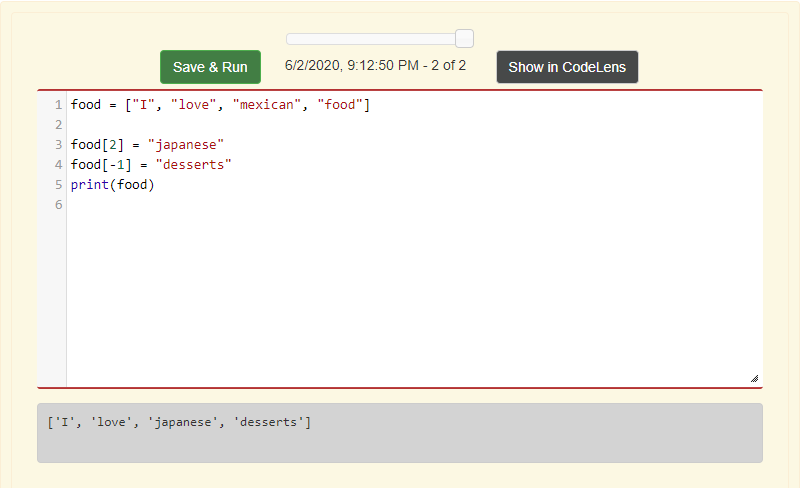 Save & Run 6/2/2020, 9:12:50 PM - 2 of 2 Show in CodeLens
1 food = ["I", "love", "mexican", "food"]
2
3 food[2] = "japanese"
4 food[-1] = "desserts"
5 print(food)
6
['I', 'love', 'japanese', 'desserts']